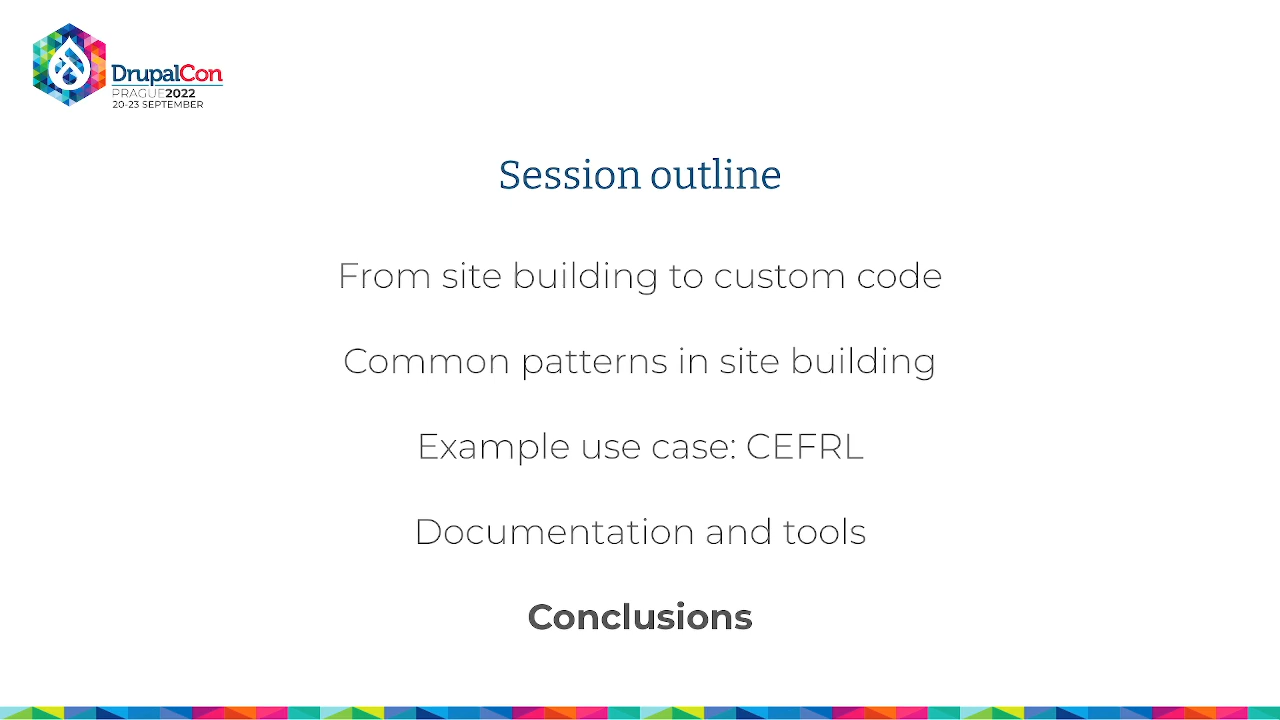 DrupalCon
PRAGUE2022
20-23 SEPTEMBER
Session outline
From site building to custom code
Common patterns in site building
Example use case: CEFRL
Documentation and tools
Conclusions